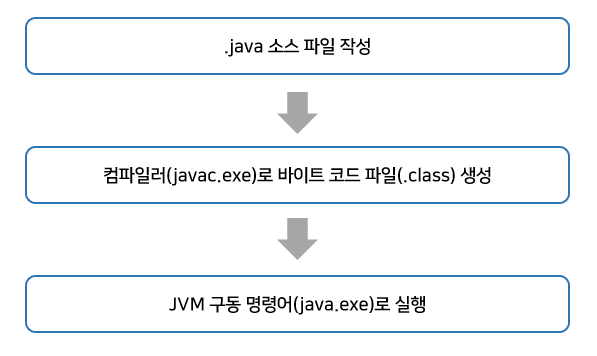 .java 소스 파일 작성
컴파일러(javac.exe)로 바이트 코드 파일(.class) 생성
JVM 구동 명령어(java.exe)로 실행